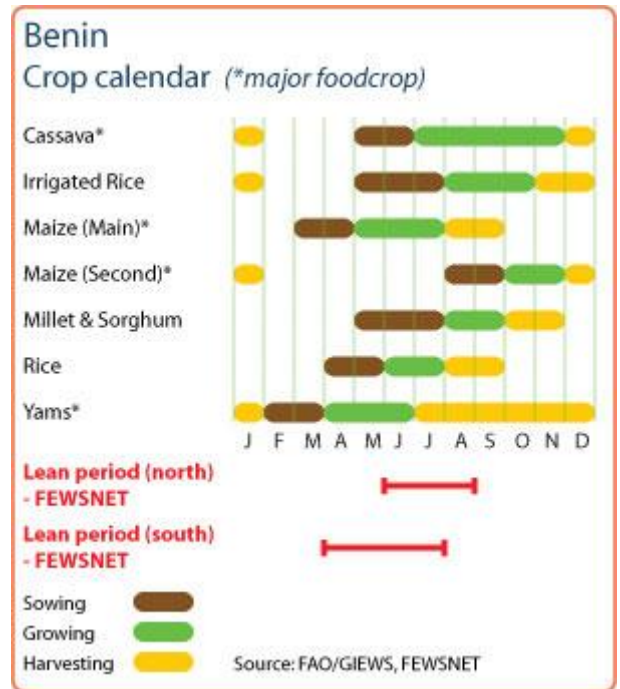 Benin
Crop calendar (*major foodcrop)
Cassava*
Irrigated Rice
Maize (Main)*
Maize (Second)*
Millet & Sorghum
Rice
Yams*
J F M A M J J A S O N D
Lean period (north)
- FEWSNET
Lean period (south)
- FEWSNET
Sowing
Growing
Harvesting
Source: FAO/GIEWS, FEWSNET